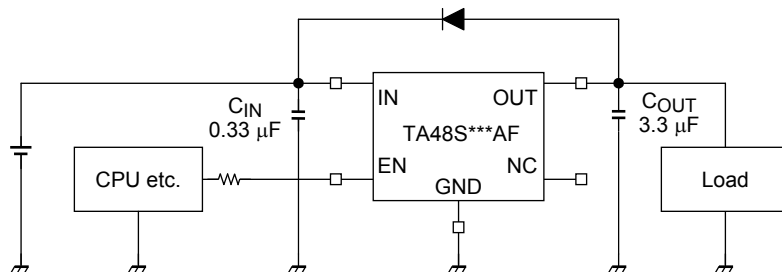 IN
OUT
CIN
0.33 μF
TA48S***AF
COUT
3.3 μF
CPU etc.
EN
NC
GND
Load